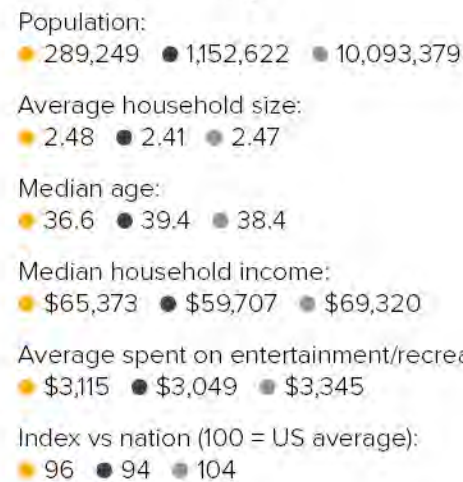 Population:
289,249 1,152,622 10,093,379
Average household size:
2.48 2.41 2.47
Median age:
36.6 39.4 38.4
Median household income:
$65,373 $59,707 $69,320
Average spent on entertainment/recrea
$3,115 $3,049 $3,345
Index vs nation (100 = US average):
96 94 104